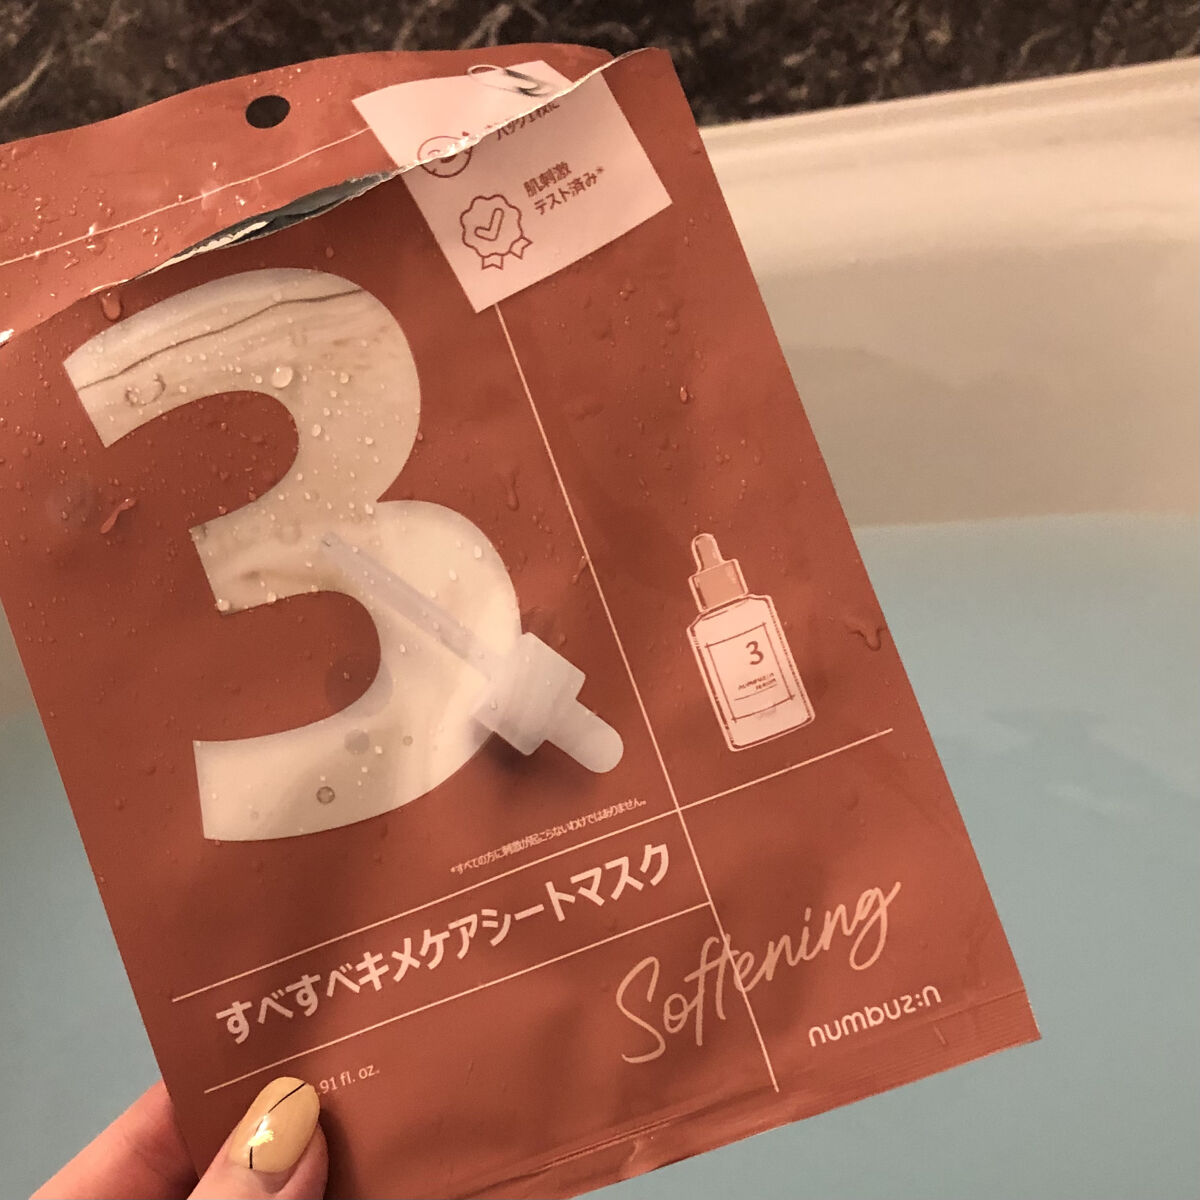 肌刺激
テスト済み*
3
3
numbuz:n
*すべての方に刺激が起こらないわけではありません。
すべすべキメケアシートマスク
Softening
numbuz:n
.91 fl. oz.